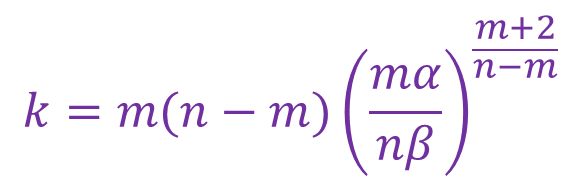 k = m(n − m) (mα/nβ)^((m+2)/(n−m))